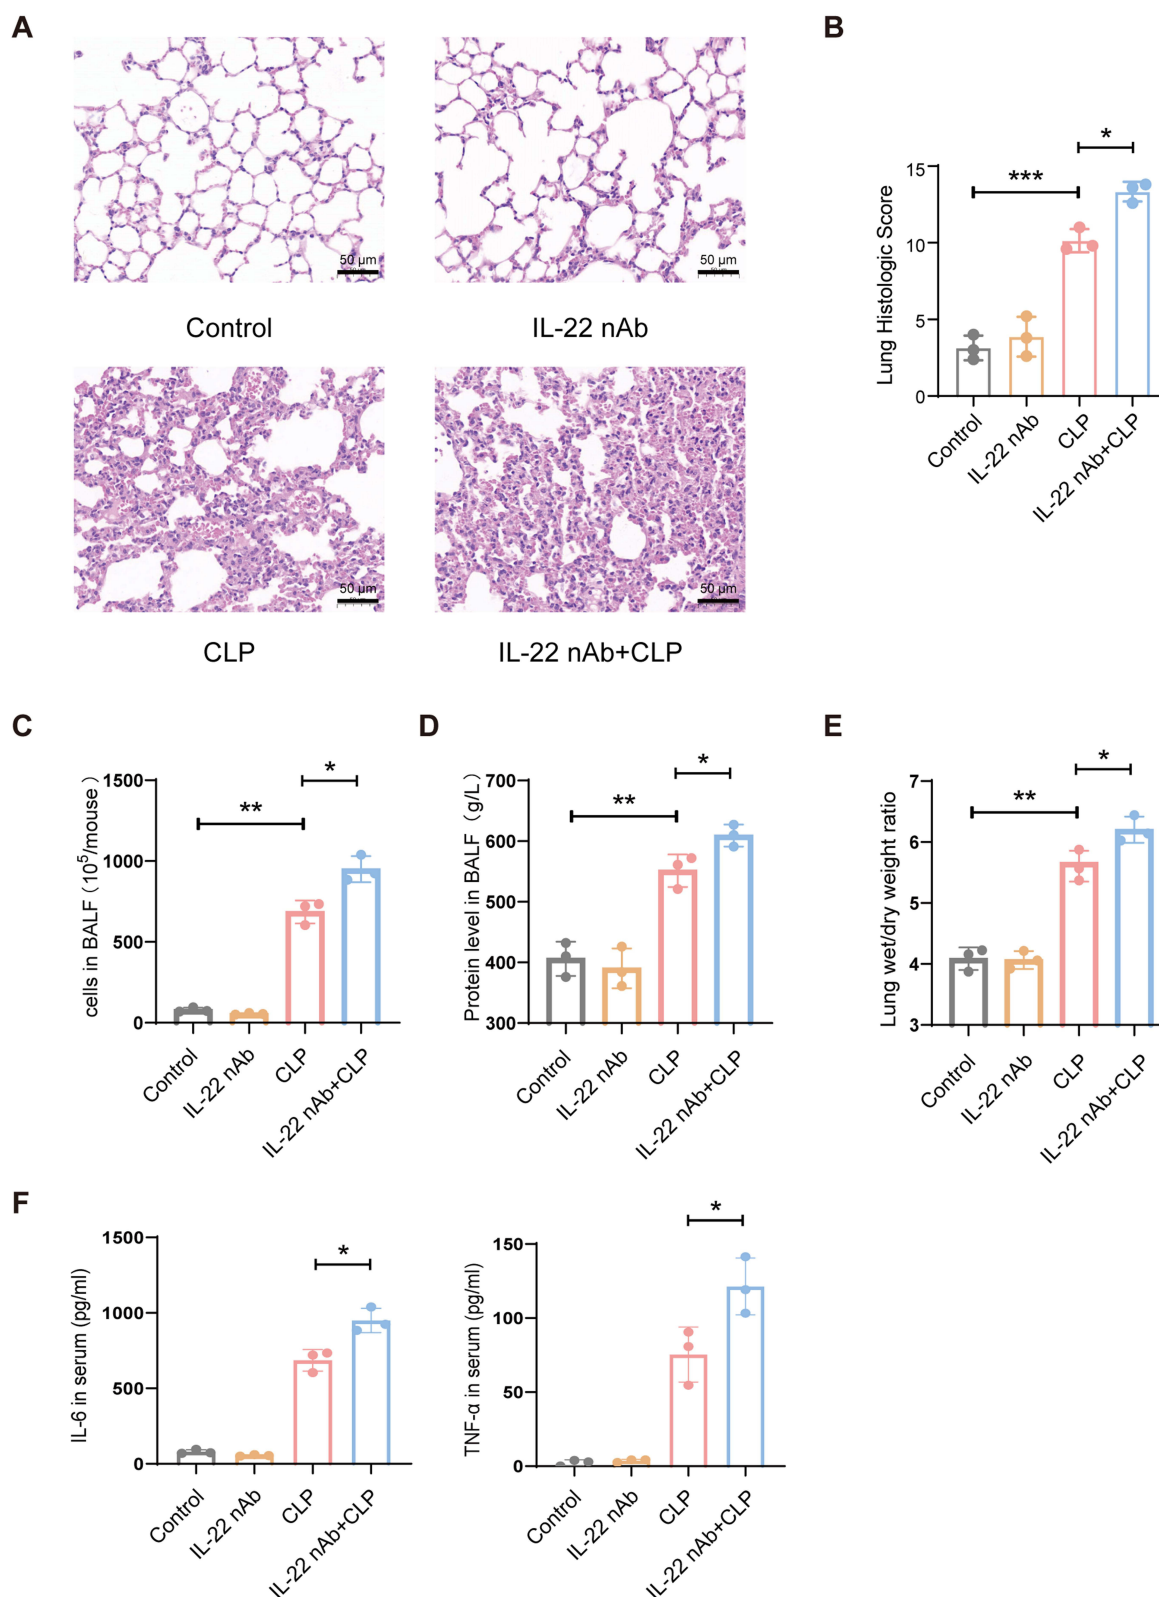 A
50 µm
Control
50 µm
IL-22 nAb
50 µm
CLP
50 µm
IL-22 nAb+CLP
B
Lung Histologic Score
15
10
5
0
***
*
Control
IL-22 nAb
CLP
IL-22 nAb+CLP
C
cells in BALF（10⁵/mouse）
1500
1000
500
0
**
*
Control
IL-22 nAb
CLP
IL-22 nAb+CLP
D
Protein level in BALF（g/L）
700
600
500
400
300
**
*
Control
IL-22 nAb
CLP
IL-22 nAb+CLP
E
Lung wet/dry weight ratio
7
6
5
4
3
**
*
Control
IL-22 nAb
CLP
IL-22 nAb+CLP
F
IL-6 in serum (pg/ml)
1500
1000
500
0
*
Control
IL-22 nAb
CLP
IL-22 nAb+CLP
TNF-α in serum (pg/ml)
150
100
50
0
*
Control
IL-22 nAb
CLP
IL-22 nAb+CLP